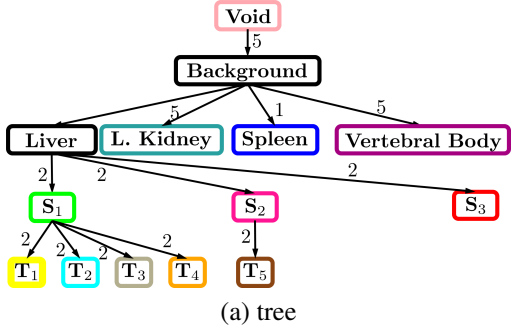 Void
5
Background
5 1 5
Liver L. Kidney Spleen Vertebral Body
2 2 2
S₁ S₂ S₃
2 2 2 2 2
T₁ T₂ T₃ T₄ T₅
(a) tree